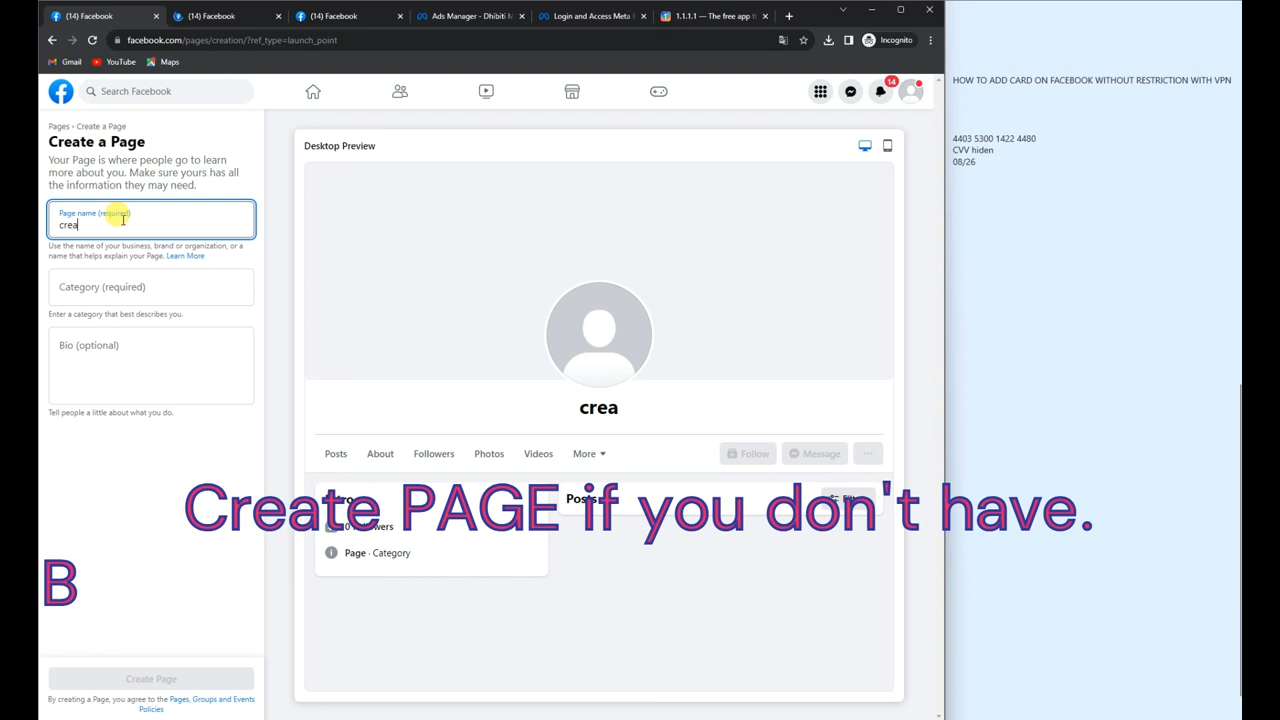 (14) Facebook
(14) Facebook
(14) Facebook
Ads Manager - Dhibiti M
Login and Access Meta
1.1.1.1 — The free app t
facebook.com/pages/creation/?ref_type=launch_point
Incognito
Gmail
YouTube
Maps
Search Facebook
14
Pages › Create a Page
Create a Page
Your Page is where people go to learn
more about you. Make sure yours has all
the information they may need.
Page name (required)
crea
Use the name of your business, brand or organization, or a
name that helps explain your Page. Learn More
Category (required)
Enter a category that best describes you.
Bio (optional)
Tell people a little about what you do.
Create Page
By creating a Page, you agree to the Pages, Groups and Events
Policies
Desktop Preview
crea
Posts
About
Followers
Photos
Videos
More
Follow
Message
Posts
Followers
Page · Category
Create PAGE if you don't have.
B
HOW TO ADD CARD ON FACEBOOK WITHOUT RESTRICTION WITH VPN
4403 5300 1422 4480
CVV hiden
08/26